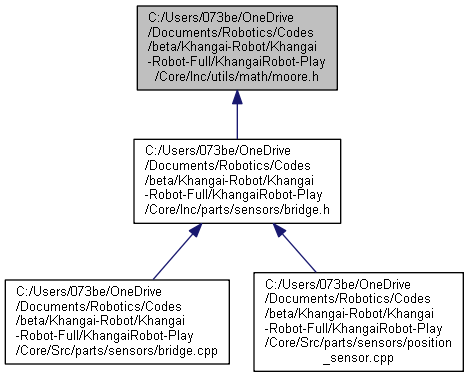 C:/Users/073be/OneDrive
/Documents/Robotics/Codes
/beta/Khangai-Robot/Khangai
-Robot-Full/KhangaiRobot-Play
/Core/Inc/utils/math/moore.h
C:/Users/073be/OneDrive
/Documents/Robotics/Codes
/beta/Khangai-Robot/Khangai
-Robot-Full/KhangaiRobot-Play
/Core/Inc/parts/sensors/bridge.h
C:/Users/073be/OneDrive
/Documents/Robotics/Codes
/beta/Khangai-Robot/Khangai
-Robot-Full/KhangaiRobot-Play
/Core/Src/parts/sensors/bridge.cpp
C:/Users/073be/OneDrive
/Documents/Robotics/Codes
/beta/Khangai-Robot/Khangai
-Robot-Full/KhangaiRobot-Play
/Core/Src/parts/sensors/position
_sensor.cpp